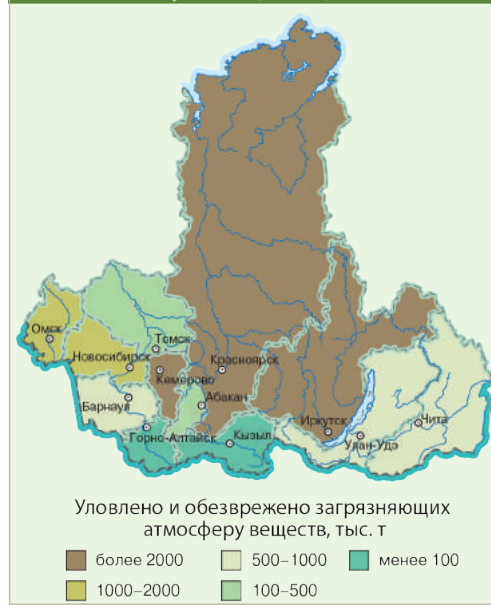 Омск
Новосибирск
Томск
Кемерово
Красноярск
Барнаул
Абакан
Горно-Алтайск
Кызыл
Иркутск
Улан-Удэ
Чита
Уловлено и обезврежено загрязняющих
атмосферу веществ, тыс. т
более 2000
500–1000
менее 100
1000–2000
100–500